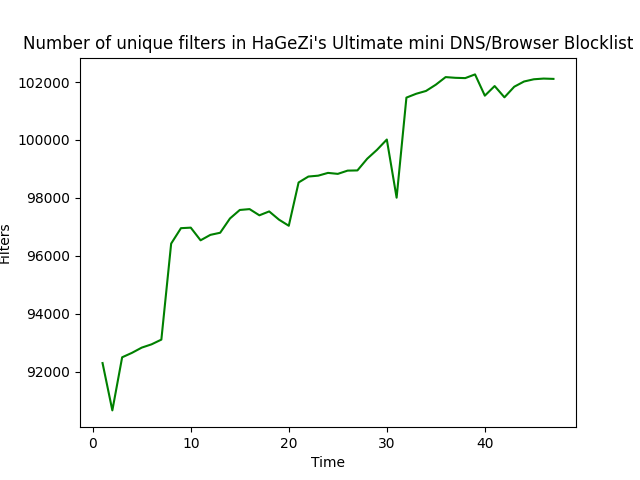 Number of unique filters in HaGeZi's Ultimate mini DNS/Browser Blocklist
102000
100000
98000
96000
94000
92000
Filters
0 10 20 30 40
Time